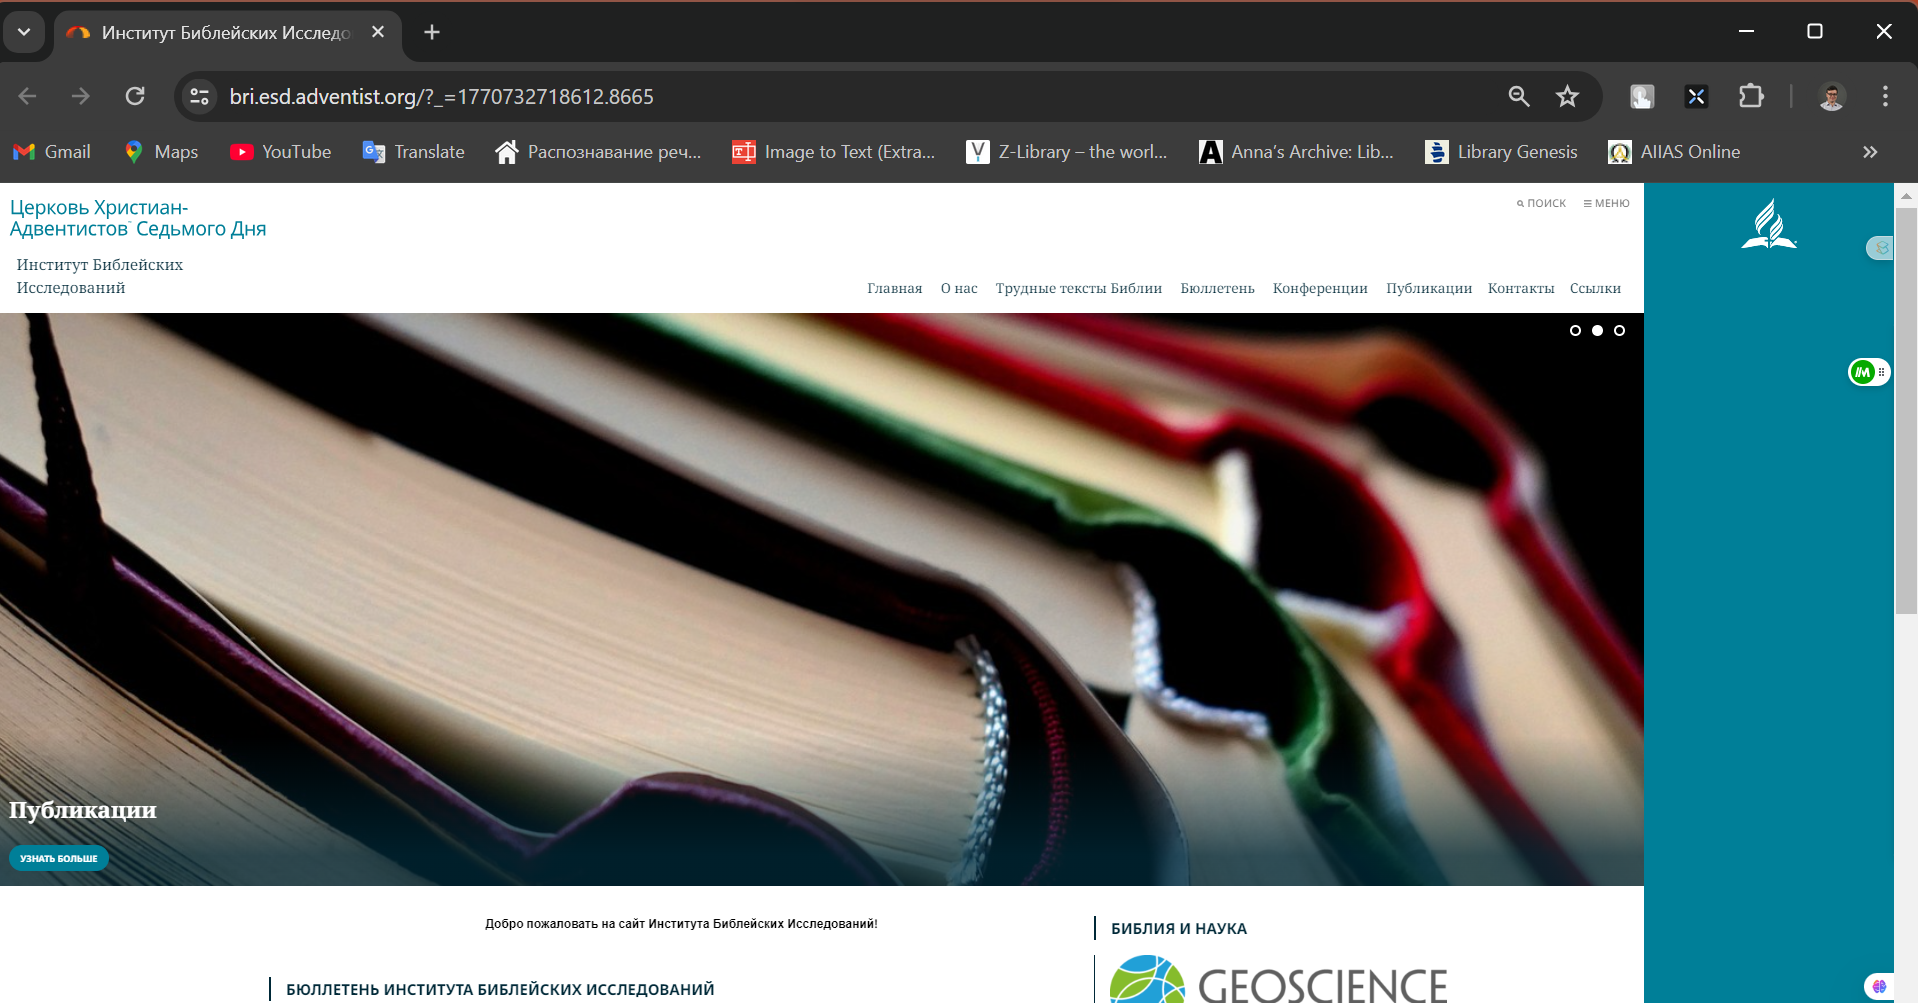 Институт Библейских Исследо
bri.esd.adventist.org/?_=1770732718612.8665
Gmail
Maps
YouTube
Translate
Распознавание реч...
Image to Text (Extra...
Z-Library – the worl...
Anna's Archive: Lib...
Library Genesis
AIIAS Online
Церковь Христиан-
Адвентистов Седьмого Дня
ПОИСК
МЕНЮ
Институт Библейских
Исследований
Главная О нас Трудные тексты Библии Бюллетень Конференции Публикации Контакты Ссылки
Публикации
УЗНАТЬ БОЛЬШЕ
Добро пожаловать на сайт Института Библейских Исследований!
БИБЛИЯ И НАУКА
GEOSCIENCE
БЮЛЛЕТЕНЬ ИНСТИТУТА БИБЛЕЙСКИХ ИССЛЕДОВАНИЙ